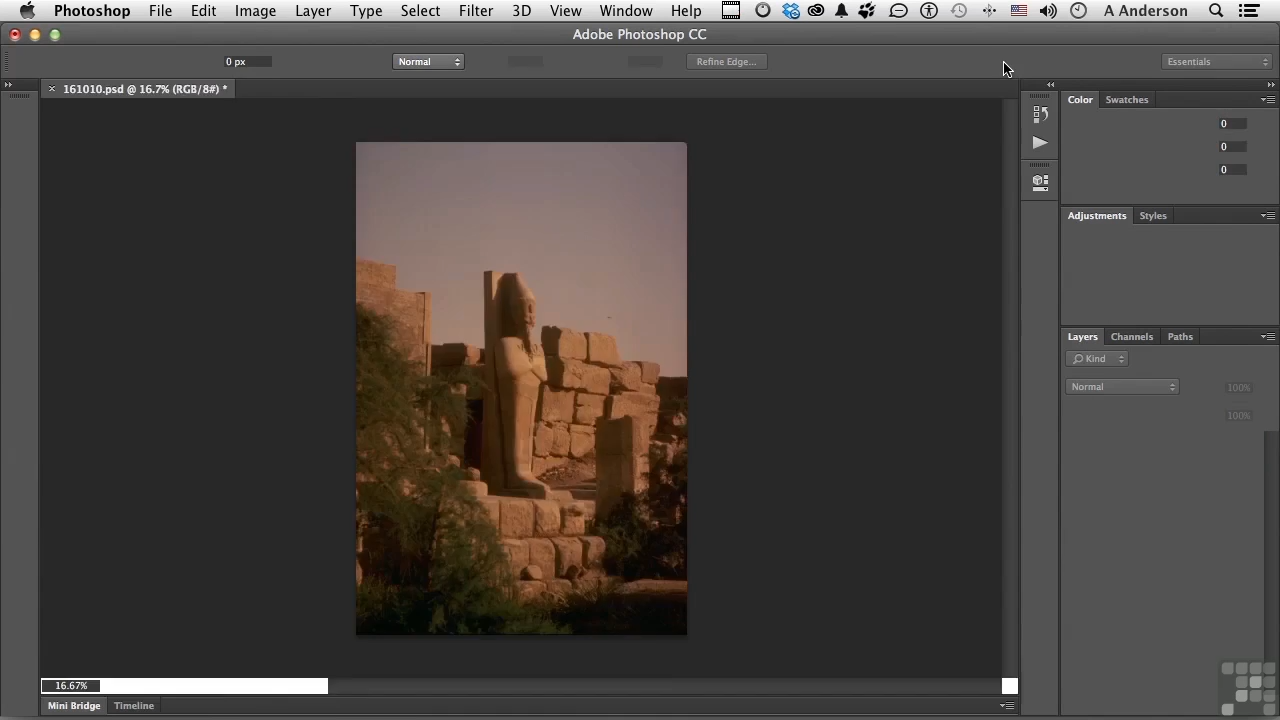 Photoshop File Edit Image Layer Type Select Filter 3D View Window Help A Anderson
Adobe Photoshop CC
0 px Normal Refine Edge... Essentials
× 161010.psd @ 16.7% (RGB/8#) *
Color Swatches
0
0
0
Adjustments Styles
Layers Channels Paths
Kind
Normal 100%
100%
16.67%
Mini Bridge Timeline